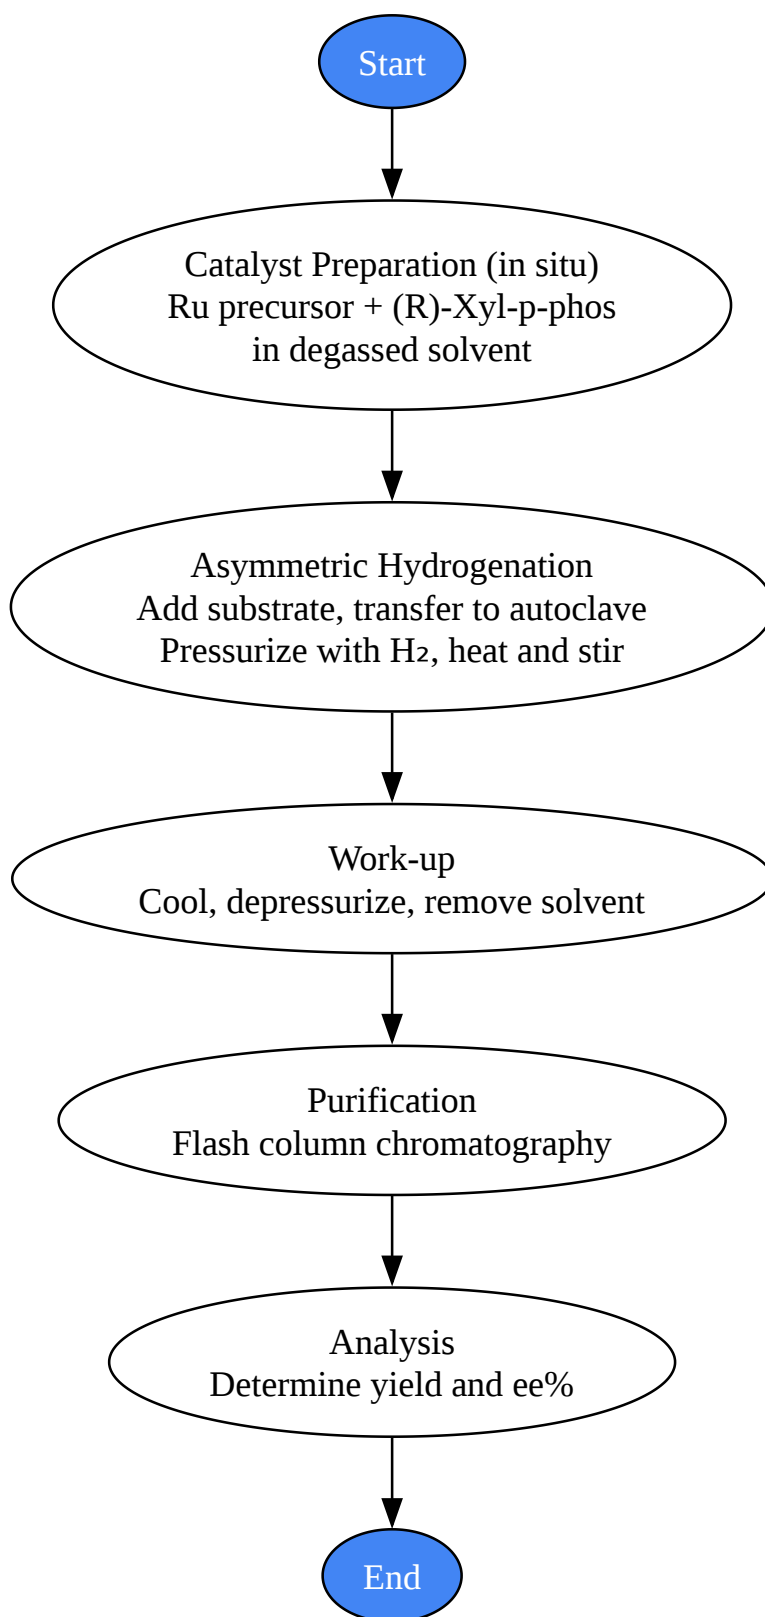 Start
Catalyst Preparation (in situ)
Ru precursor + (R)-Xyl-p-phos
in degassed solvent
Asymmetric Hydrogenation
Add substrate, transfer to autoclave
Pressurize with H₂, heat and stir
Work-up
Cool, depressurize, remove solvent
Purification
Flash column chromatography
Analysis
Determine yield and ee%
End